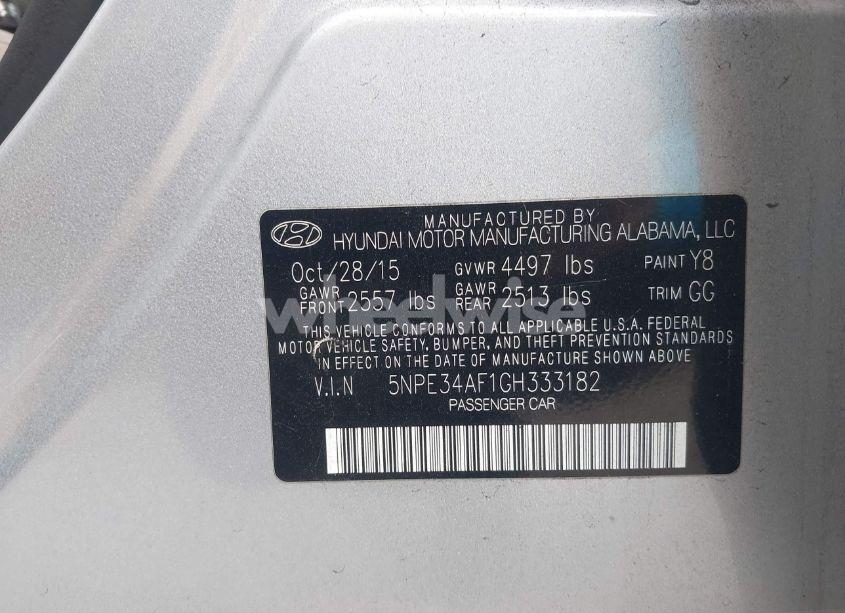 MANUFACTURED BY
HYUNDAI MOTOR MANUFACTURING ALABAMA, LLC
Oct/28/15 GVWR 4497 lbs PAINT Y8
GAWR FRONT 2557 lbs GAWR REAR 2513 lbs TRIM GG
wheelwise
THIS VEHICLE CONFORMS TO ALL APPLICABLE U.S.A. FEDERAL
MOTOR VEHICLE SAFETY, BUMPER, AND THEFT PREVENTION STANDARDS
IN EFFECT ON THE DATE OF MANUFACTURE SHOWN ABOVE
V.I.N 5NPE34AF1GH333182
PASSENGER CAR